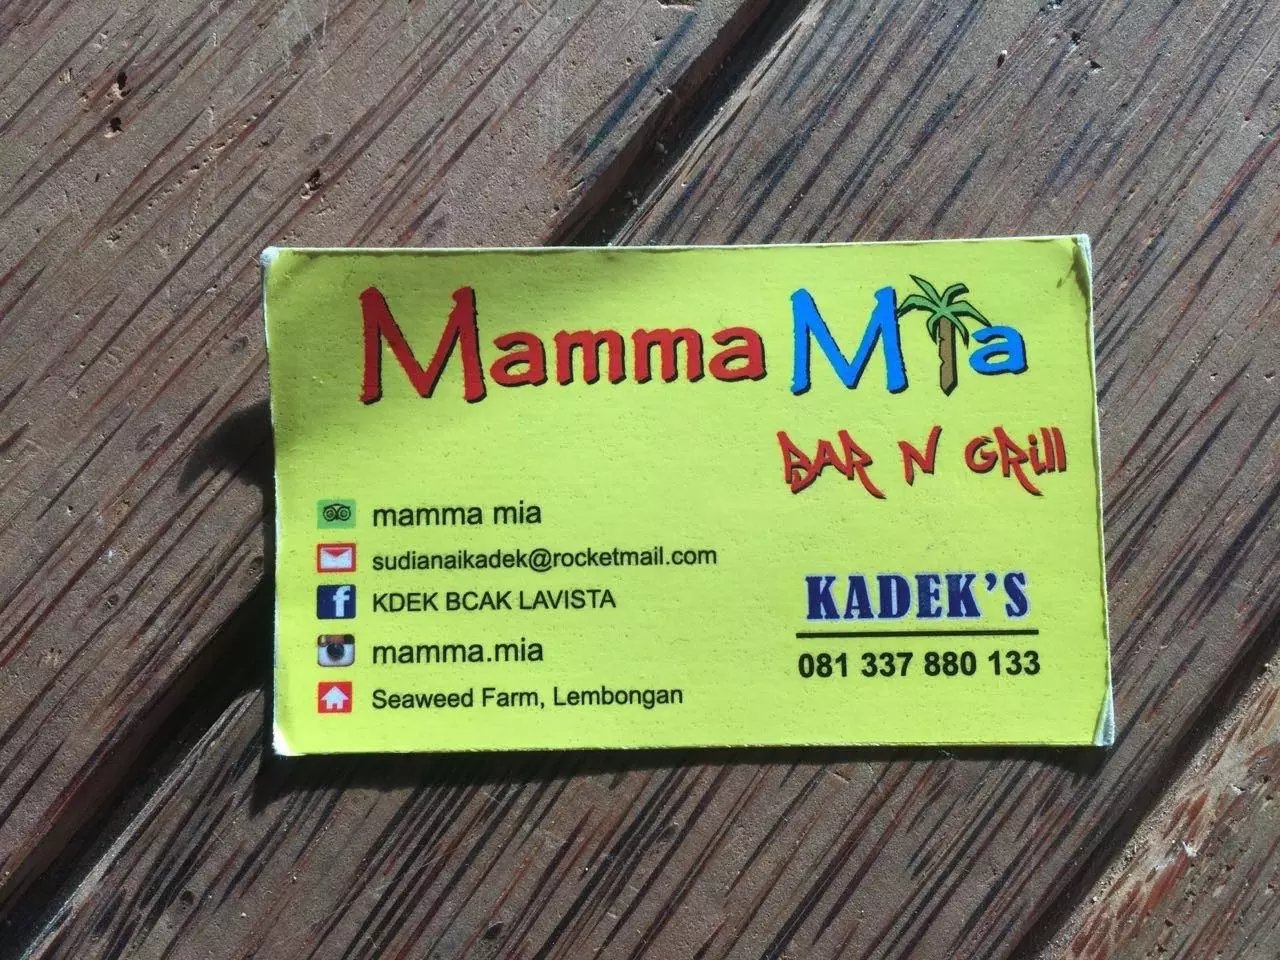 Mamma Mia
BAR N GRill
mamma mia
sudianaikadek@rocketmail.com
KDEK BCAK LAVISTA
mamma.mia
Seaweed Farm, Lembongan
KADEK'S
081 337 880 133